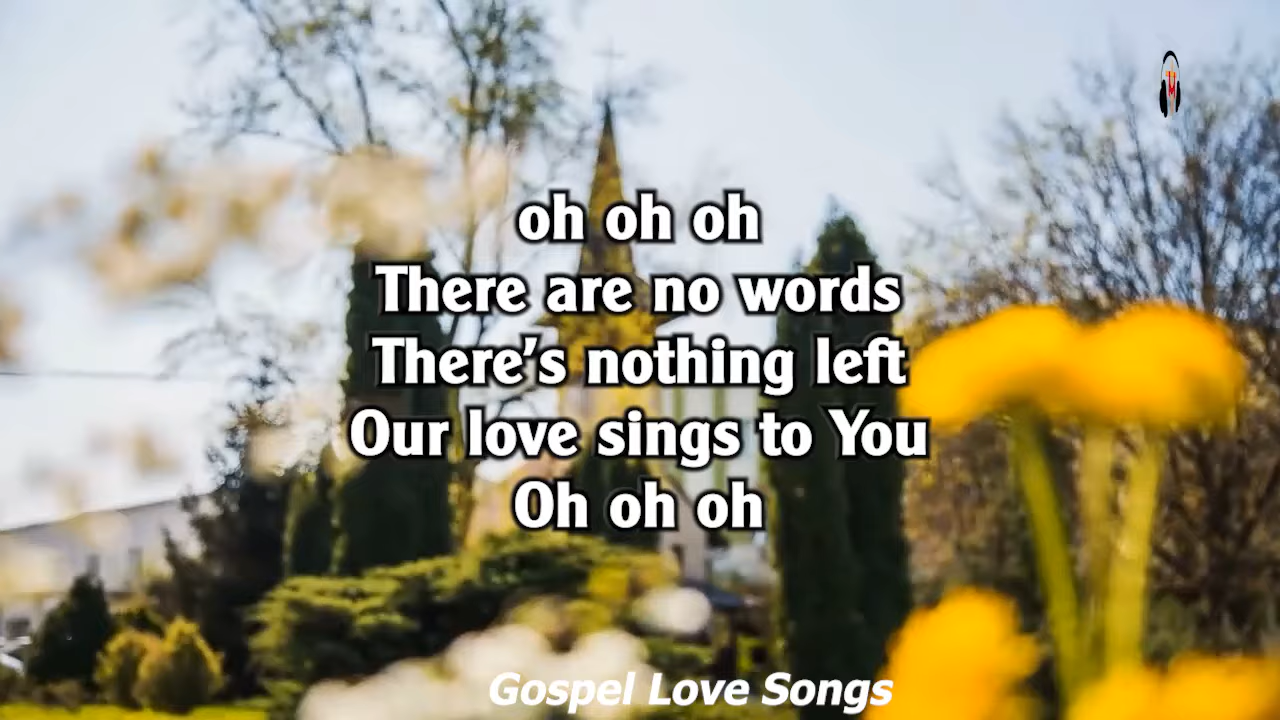 oh oh oh
There are no words
There's nothing left
Our love sings to You
Oh oh oh
Gospel Love Songs